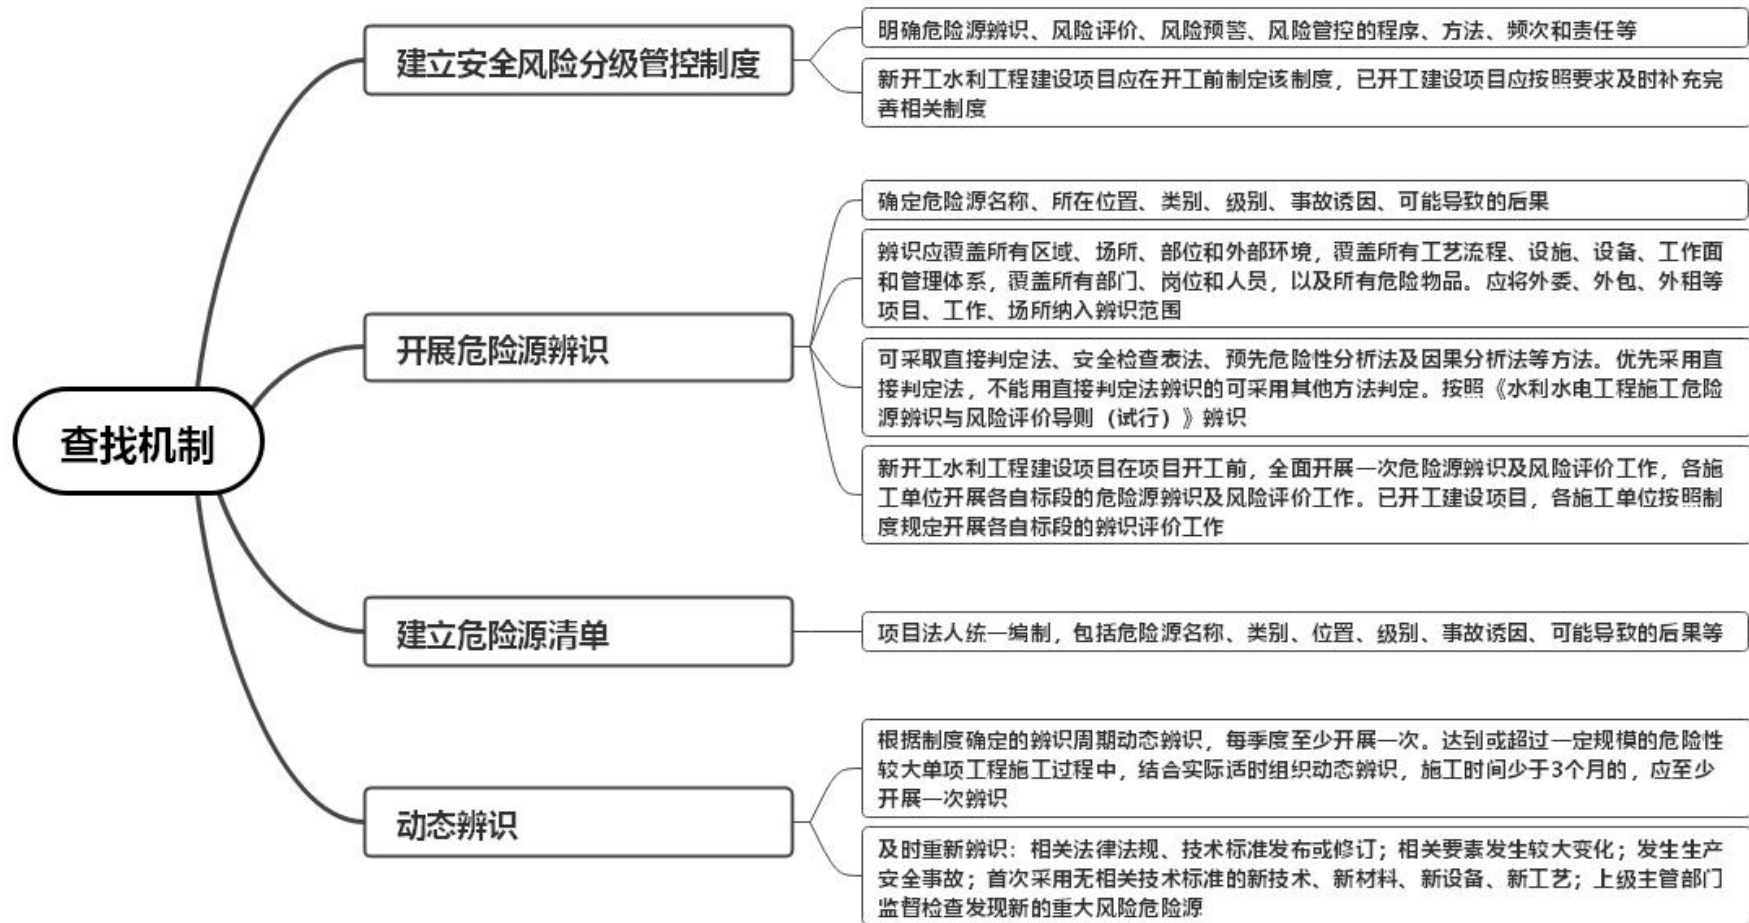 查找机制
建立安全风险分级管控制度
明确危险源辨识、风险评价、风险预警、风险管控的程序、方法、频次和责任等
新开工水利工程建设项目应在开工前制定该制度，已开工建设项目应按照要求及时补充完
善相关制度
开展危险源辨识
确定危险源名称、所在位置、类别、级别、事故诱因、可能导致的后果
辨识应覆盖所有区域、场所、部位和外部环境，覆盖所有工艺流程、设施、设备、工作面
和管理体系，覆盖所有部门、岗位和人员，以及所有危险物品。应将外委、外包、外租等
项目、工作、场所纳入辨识范围
可采取直接判定法、安全检查表法、预先危险性分析法及因果分析法等方法。优先采用直
接判定法，不能用直接判定法辨识的可采用其他方法判定。按照《水利水电工程施工危险
源辨识与风险评价导则（试行）》辨识
新开工水利工程建设项目在项目开工前，全面开展一次危险源辨识及风险评价工作，各施
工单位开展各自标段的危险源辨识及风险评价工作。已开工建设项目，各施工单位按照制
度规定开展各自标段的辨识评价工作
建立危险源清单
项目法人统一编制，包括危险源名称、类别、位置、级别、事故诱因、可能导致的后果等
动态辨识
根据制度确定的辨识周期动态辨识，每季度至少开展一次。达到或超过一定规模的危险性
较大单项工程施工过程中，结合实际适时组织动态辨识，施工时间少于3个月的，应至少
开展一次辨识
及时重新辨识：相关法律法规、技术标准发布或修订；相关要素发生较大变化；发生生产
安全事故；首次采用无相关技术标准的新技术、新材料、新设备、新工艺；上级主管部门
监督检查发现新的重大风险危险源